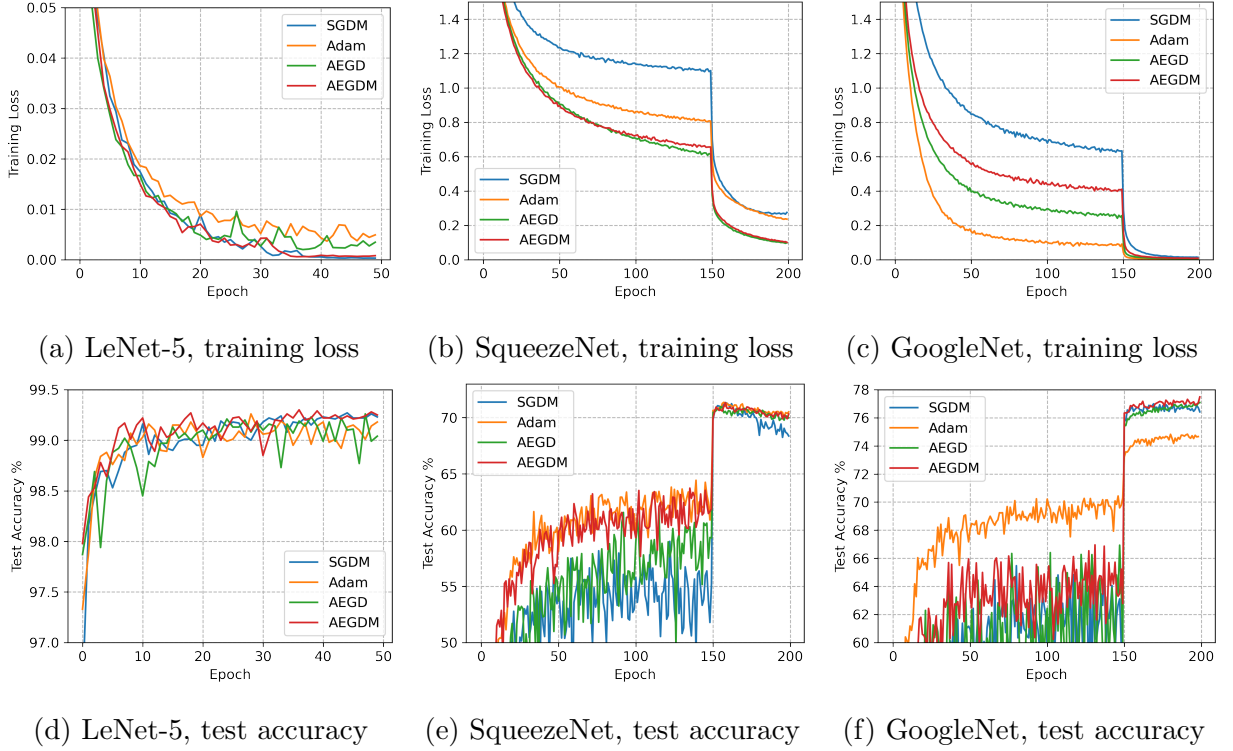 0.05
0.04
0.03
0.02
0.01
0.00
Training Loss
0 10 20 30 40 50
Epoch
SGDM
Adam
AEGD
AEGDM
1.4
1.2
1.0
0.8
0.6
0.4
0.2
0.0
Training Loss
0 50 100 150 200
Epoch
SGDM
Adam
AEGD
AEGDM
1.4
1.2
1.0
0.8
0.6
0.4
0.2
0.0
Training Loss
0 50 100 150 200
Epoch
SGDM
Adam
AEGD
AEGDM
(a) LeNet-5, training loss
(b) SqueezeNet, training loss
(c) GoogleNet, training loss
99.5
99.0
98.5
98.0
97.5
97.0
Test Accuracy %
0 10 20 30 40 50
Epoch
SGDM
Adam
AEGD
AEGDM
70
65
60
55
50
Test Accuracy %
0 50 100 150 200
Epoch
SGDM
Adam
AEGD
AEGDM
78
76
74
72
70
68
66
64
62
60
Test Accuracy %
0 50 100 150 200
Epoch
SGDM
Adam
AEGD
AEGDM
(d) LeNet-5, test accuracy
(e) SqueezeNet, test accuracy
(f) GoogleNet, test accuracy